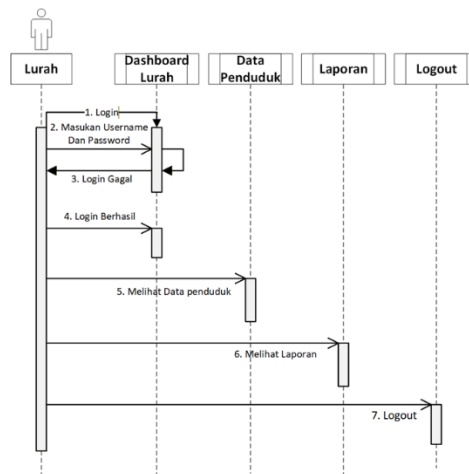 Lurah
Dashboard
Lurah
Data
Penduduk
Laporan
Logout
1. Login
2. Masukan Username
Dan Password
3. Login Gagal
4. Login Berhasil
5. Melihat Data penduduk
6. Melihat Laporan
7. Logout